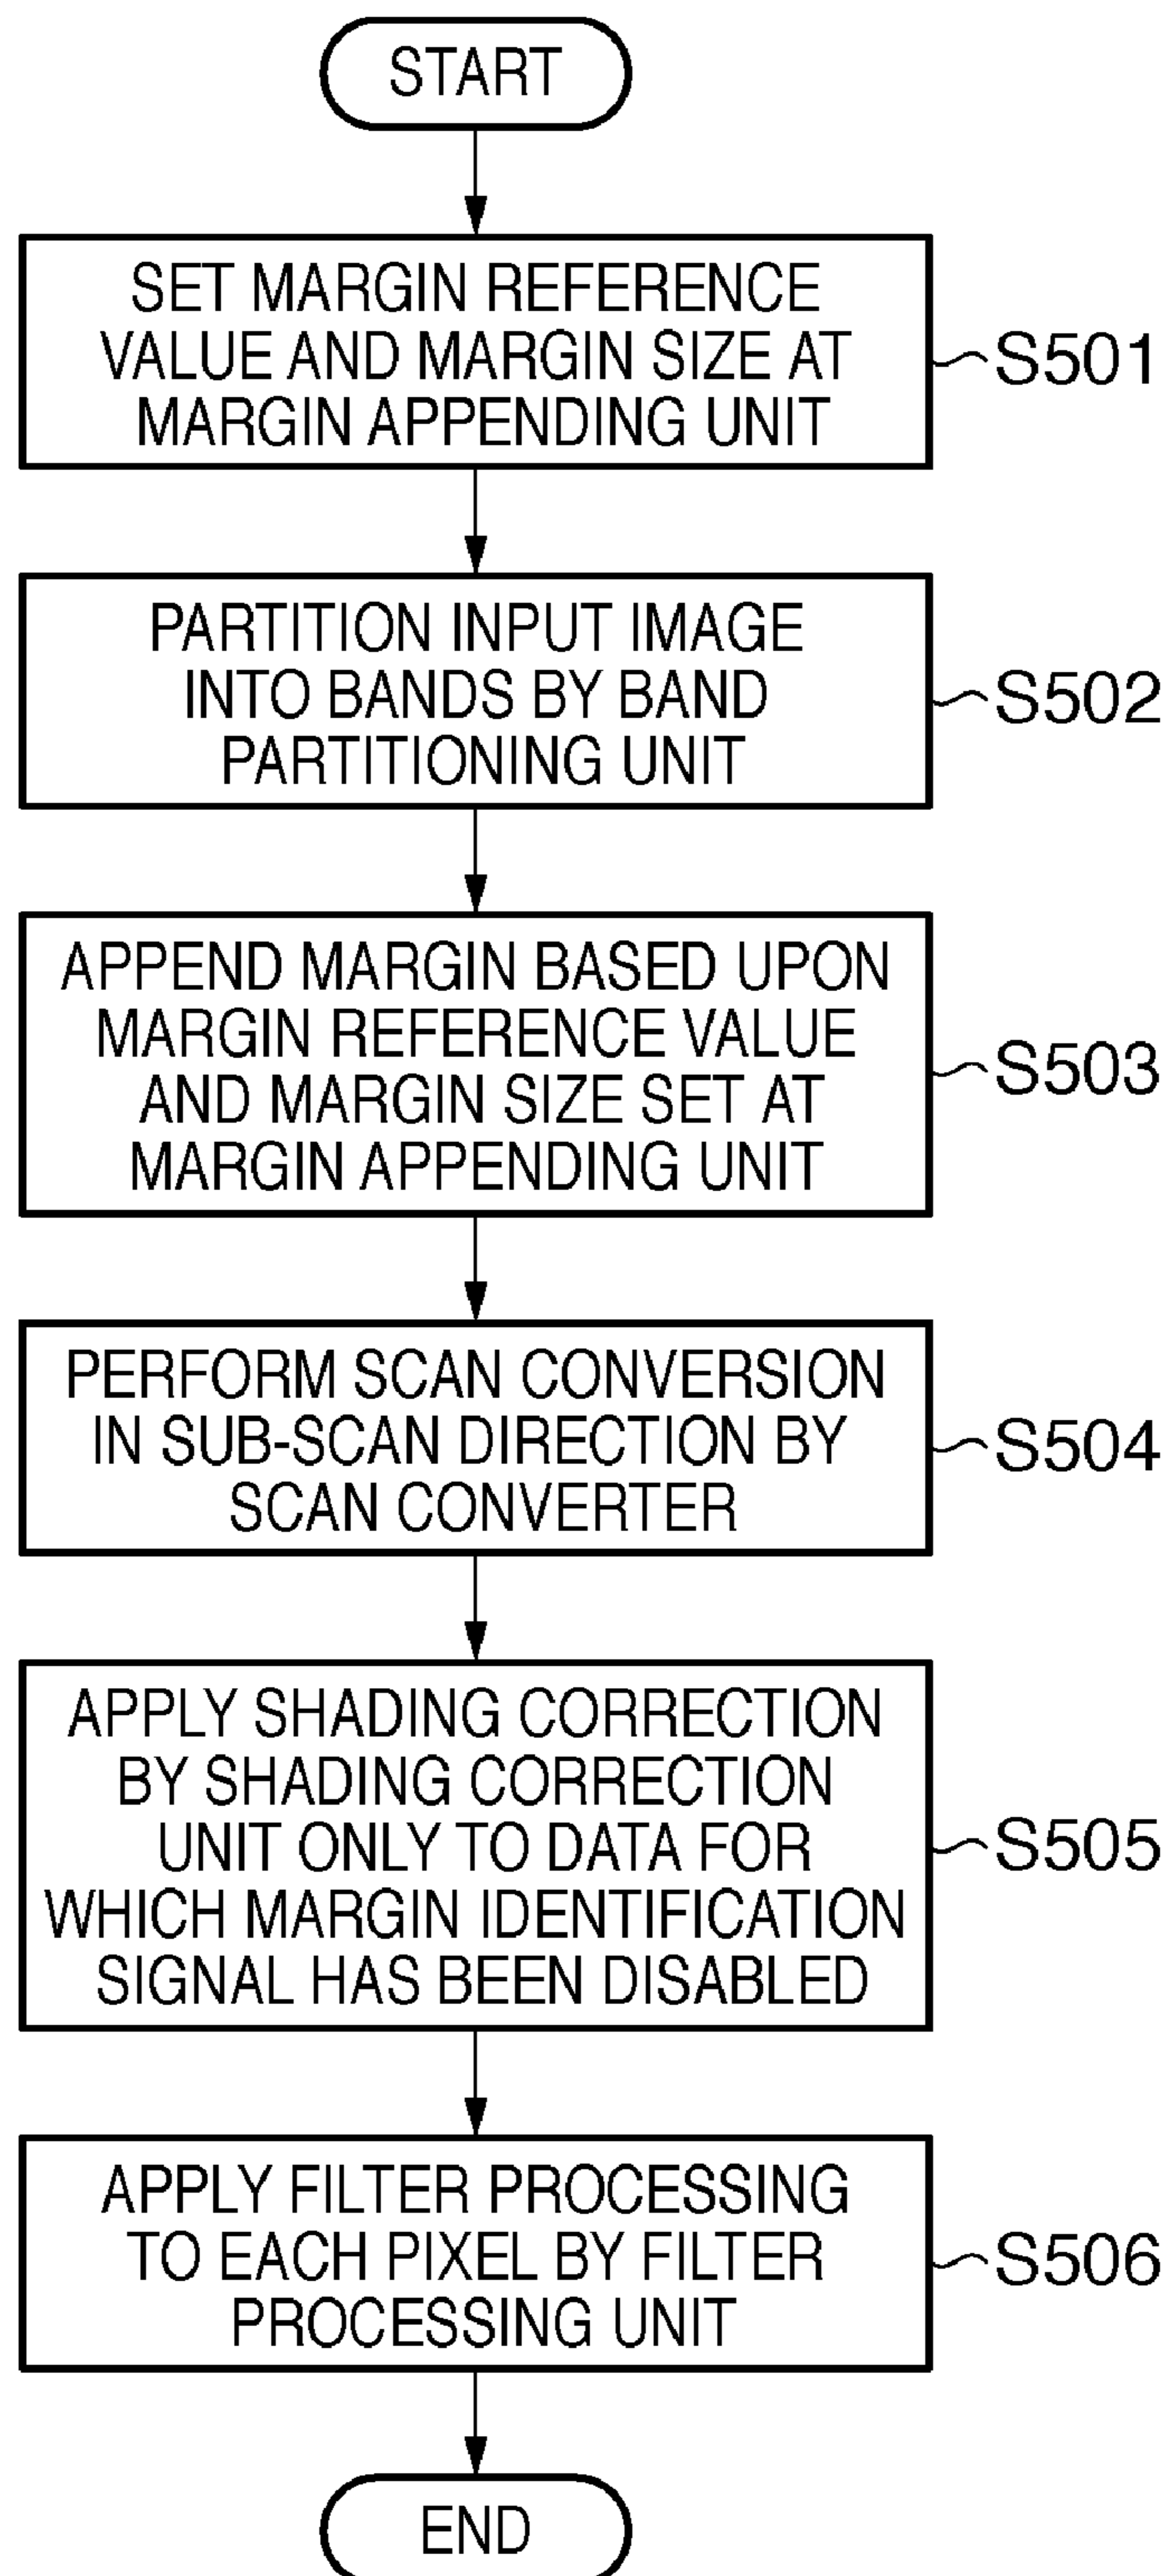 START
SET MARGIN REFERENCE
VALUE AND MARGIN SIZE AT
MARGIN APPENDING UNIT
S501
PARTITION INPUT IMAGE
INTO BANDS BY BAND
PARTITIONING UNIT
S502
APPEND MARGIN BASED UPON
MARGIN REFERENCE VALUE
AND MARGIN SIZE SET AT
MARGIN APPENDING UNIT
S503
PERFORM SCAN CONVERSION
IN SUB-SCAN DIRECTION BY
SCAN CONVERTER
S504
APPLY SHADING CORRECTION
BY SHADING CORRECTION
UNIT ONLY TO DATA FOR
WHICH MARGIN IDENTIFICATION
SIGNAL HAS BEEN DISABLED
S505
APPLY FILTER PROCESSING
TO EACH PIXEL BY FILTER
PROCESSING UNIT
S506
END